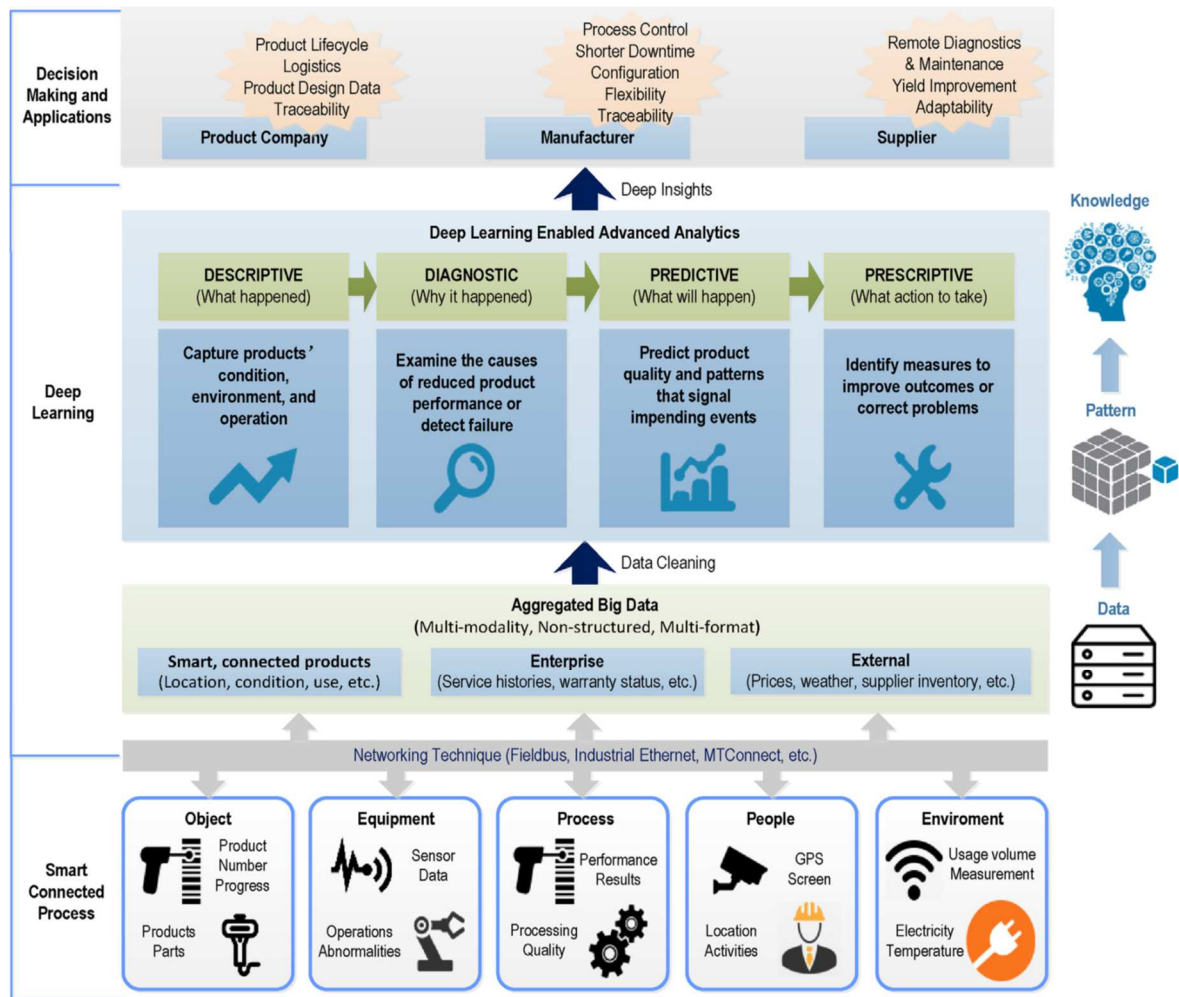 Decision
Making and
Applications
Product Lifecycle
Logistics
Product Design Data
Traceability
Product Company
Process Control
Shorter Downtime
Configuration
Flexibility
Traceability
Manufacturer
Remote Diagnostics
& Maintenance
Yield Improvement
Adaptability
Supplier
Deep Insights
Deep
Learning
Deep Learning Enabled Advanced Analytics
DESCRIPTIVE
(What happened)
DIAGNOSTIC
(Why it happened)
PREDICTIVE
(What will happen)
PRESCRIPTIVE
(What action to take)
Capture products’
condition,
environment, and
operation
Examine the causes
of reduced product
performance or
detect failure
Predict product
quality and patterns
that signal
impending events
Identify measures to
improve outcomes or
correct problems
Data Cleaning
Aggregated Big Data
(Multi-modality, Non-structured, Multi-format)
Smart, connected products
(Location, condition, use, etc.)
Enterprise
(Service histories, warranty status, etc.)
External
(Prices, weather, supplier inventory, etc.)
Knowledge
Pattern
Data
Networking Technique (Fieldbus, Industrial Ethernet, MTConnect, etc.)
Smart
Connected
Process
Object
Product
Number
Progress
Products
Parts
Equipment
Sensor
Data
Operations
Abnormalities
Process
Performance
Results
Processing
Quality
People
GPS
Screen
Location
Activities
Enviroment
Usage volume
Measurement
Electricity
Temperature